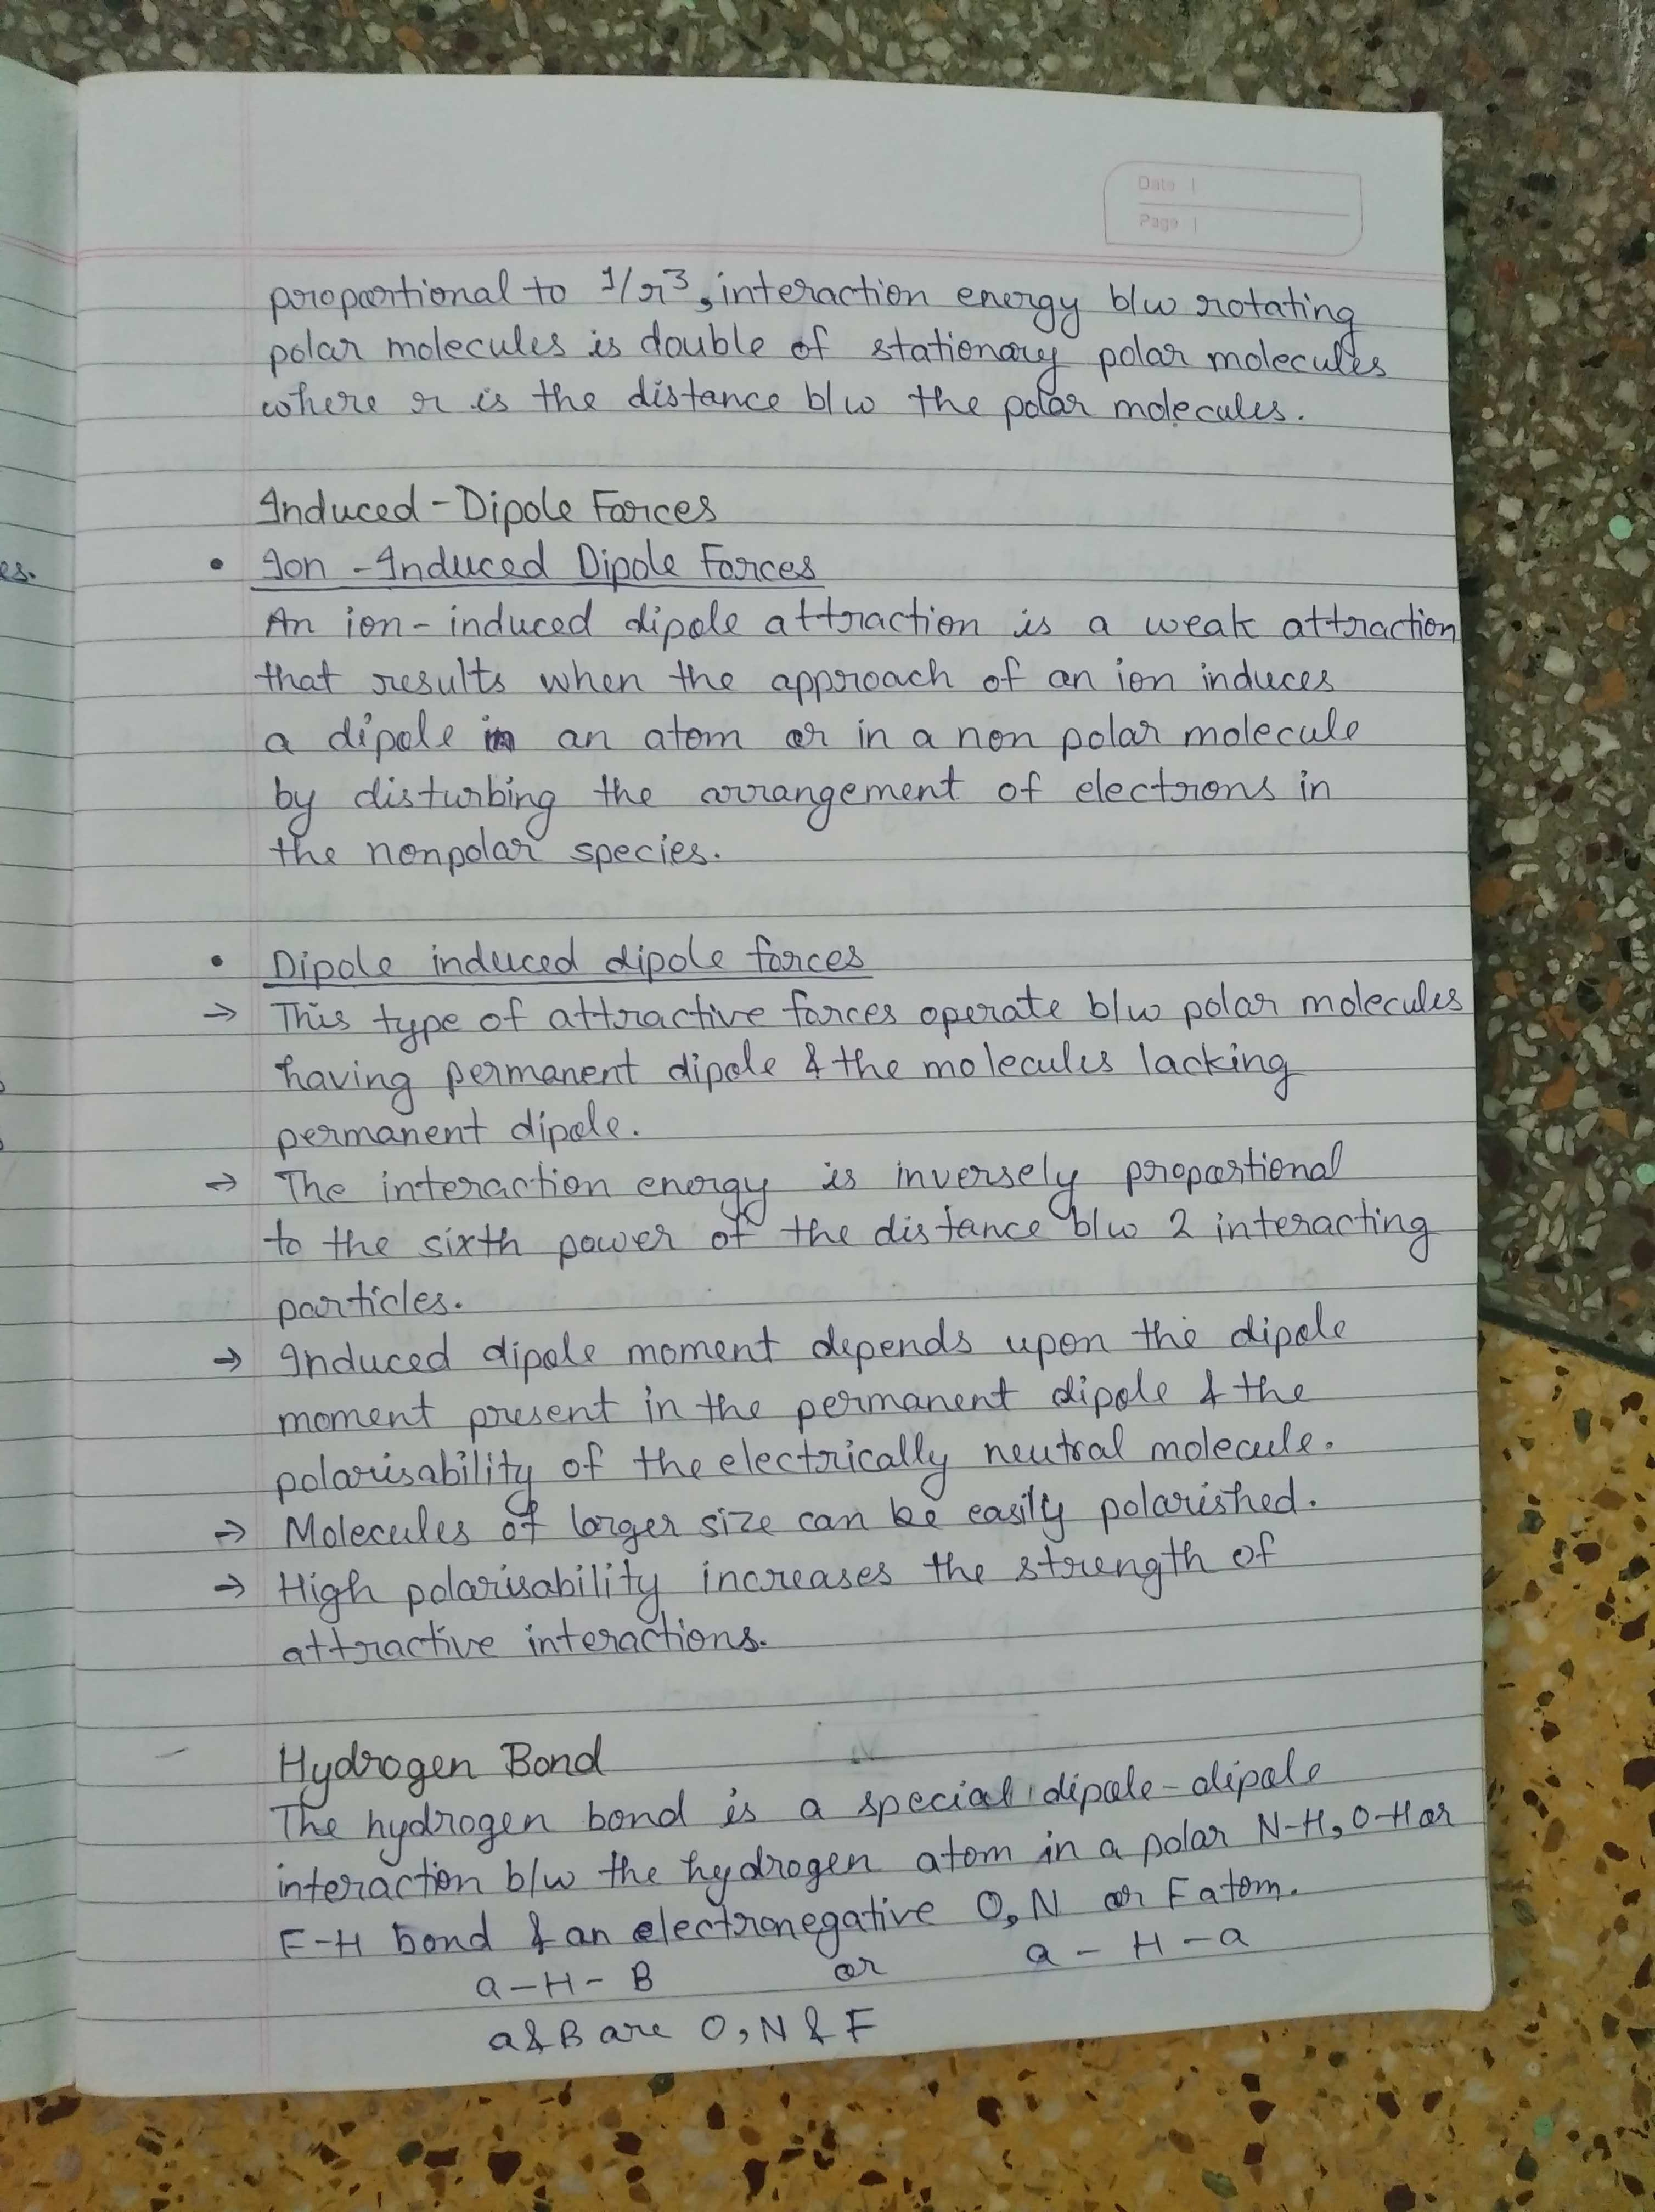 Date
Page
proportional to 1/r³, interaction energy b/w rotating
polar molecules is double of stationary polar molecules
where r is the distance b/w the polar molecules.
Induced-Dipole Forces
es.
• Ion - Induced Dipole Forces
An ion- induced dipole attraction is a weak attraction
that results when the approach of an ion induces
a dipole in an atom or in a non polar molecule
by disturbing the arrangement of electrons in
the nonpolar species.
• Dipole induced dipole forces
→ This type of attractive forces operate b/w polar molecules
having permanent dipole & the molecules lacking
permanent dipole.
→ The interaction energy is inversely proportional
to the sixth power of the distance b/w 2 interacting
particles.
→ Induced dipole moment depends upon the dipole
moment present in the permanent dipole & the
polarisability of the electrically neutral molecule.
→ Molecules of larger size can be easily polarished.
→ High polarisability increases the strength of
attractive interactions.
Hydrogen Bond
The hydrogen bond is a special dipole-dipole
interaction b/w the hydrogen atom in a polar N-H, O-H or
F-H bond & an electronegative O, N or F atom.
a-H- B or a - H - a
a & B are O, N & F